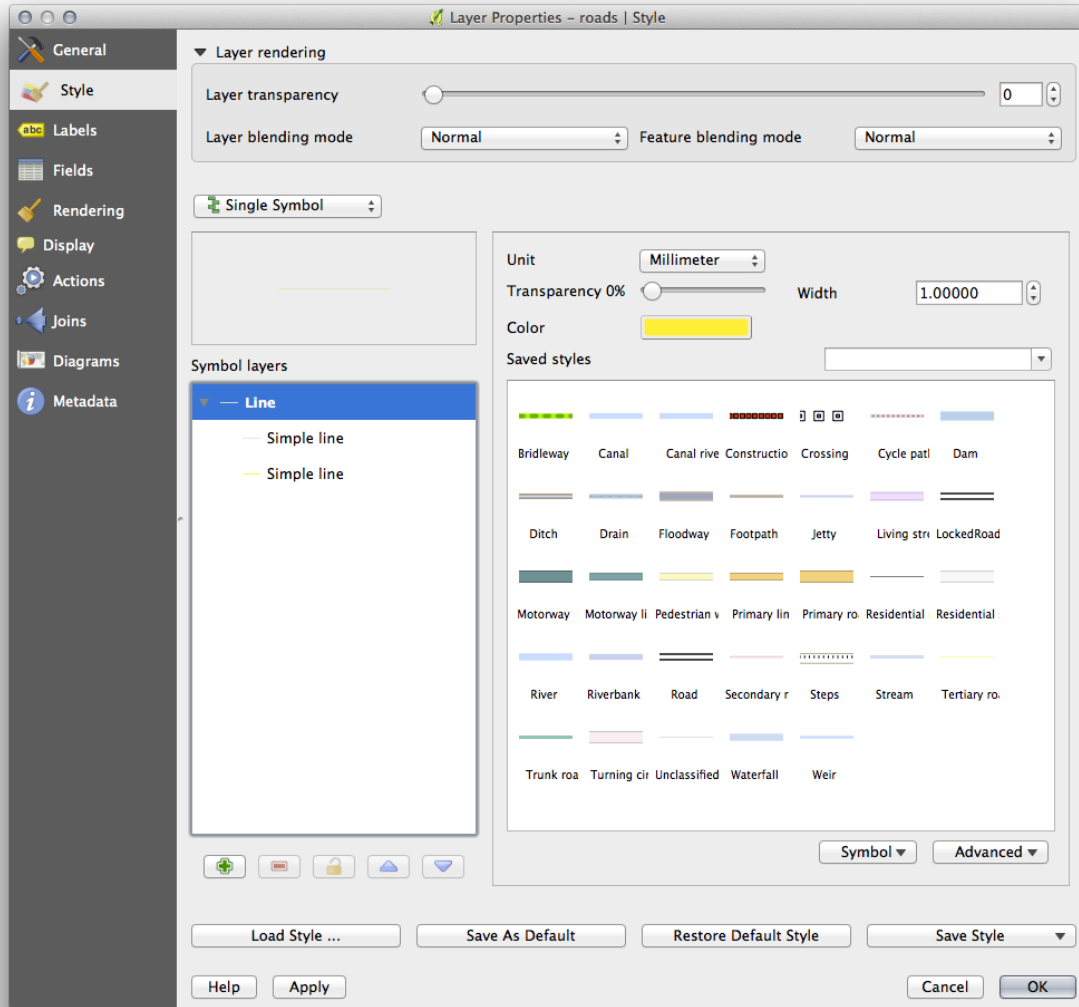 Layer Properties – roads | Style
General
Style
abc Labels
Fields
Rendering
Display
Actions
Joins
Diagrams
i Metadata
Layer rendering
Layer transparency 0
Layer blending mode Normal Feature blending mode Normal
Single Symbol
Unit Millimeter
Transparency 0% Width 1.00000
Color
Saved styles
Symbol layers
Line
Simple line
Simple line
Bridleway Canal Canal rive Constructio Crossing Cycle patl Dam
Ditch Drain Floodway Footpath Jetty Living stre LockedRoad
Motorway Motorway li Pedestrian v Primary lin Primary ro Residential Residential
River Riverbank Road Secondary r Steps Stream Tertiary ro
Trunk roa Turning cir Unclassified Waterfall Weir
Symbol Advanced
Load Style ... Save As Default Restore Default Style Save Style
Help Apply Cancel OK